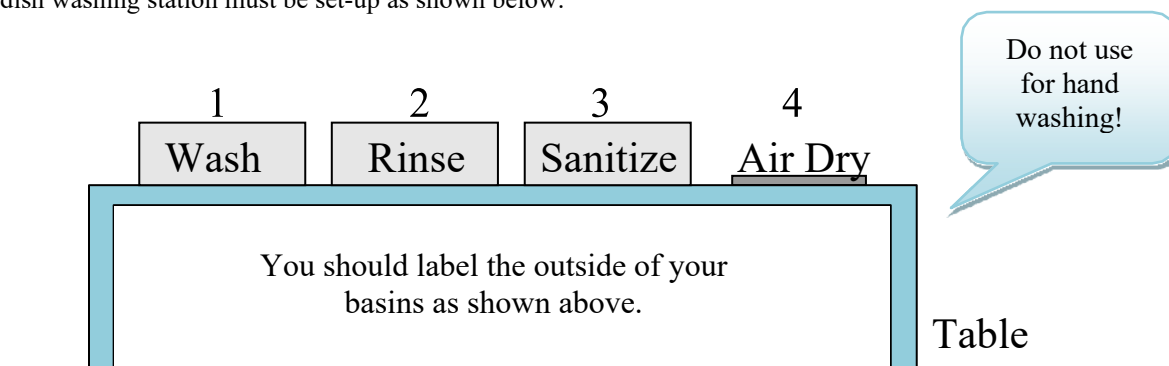 dish washing station must be set-up as shown below:
Do not use
for hand
washing!
1 2 3 4
Wash Rinse Sanitize Air Dry
You should label the outside of your
basins as shown above.
Table